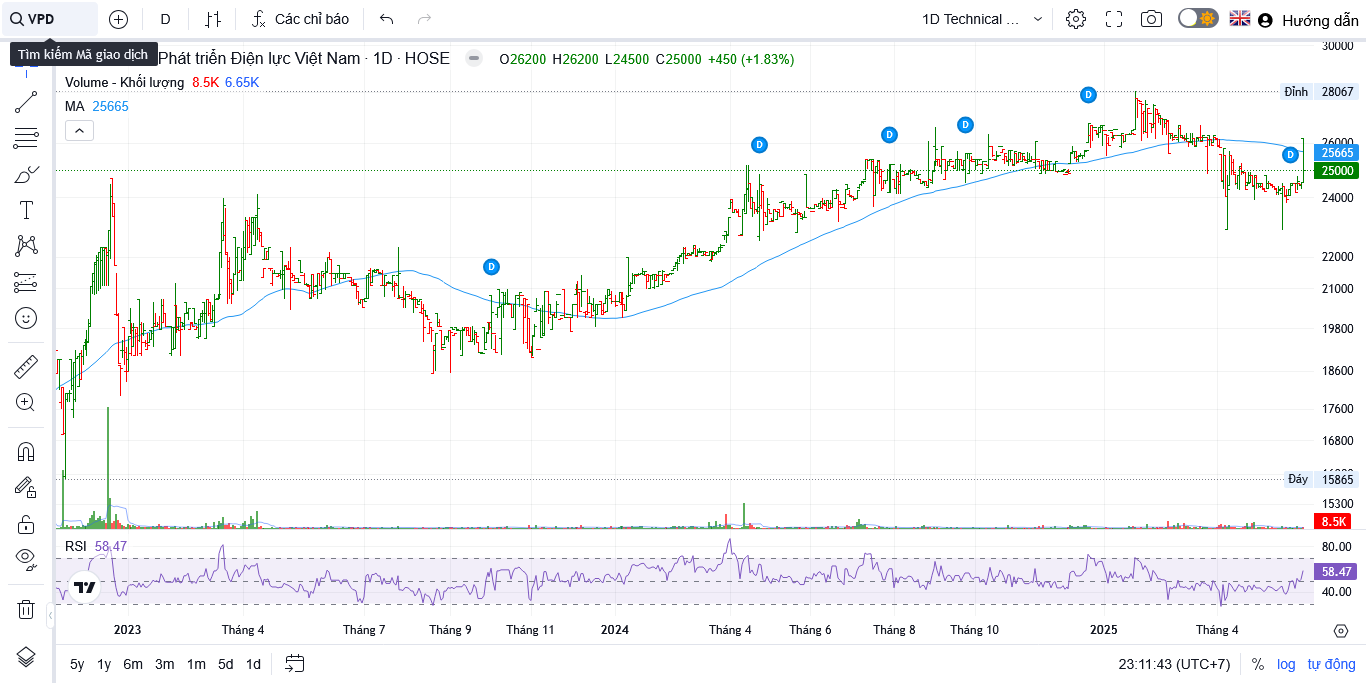 VPD
D
Các chỉ báo
1D Technical ...
Hướng dẫn
Tìm kiếm Mã giao dịch
Phát triển Điện lực Việt Nam · 1D · HOSE
O26200 H26200 L24500 C25000 +450 (+1.83%)
Volume - Khối lượng 8.5K 6.65K
MA 25665
D
D
D
D
D
D
30000
Đỉnh 28067
26000
25665
25000
24000
22000
21000
19800
18600
17600
16800
Đáy 15865
15300
8.5K
RSI 58.47
80.00
58.47
40.00
2023 Tháng 4 Tháng 7 Tháng 9 Tháng 11 2024 Tháng 4 Tháng 6 Tháng 8 Tháng 10 2025 Tháng 4
5y 1y 6m 3m 1m 5d 1d
23:11:43 (UTC+7) % log tự động